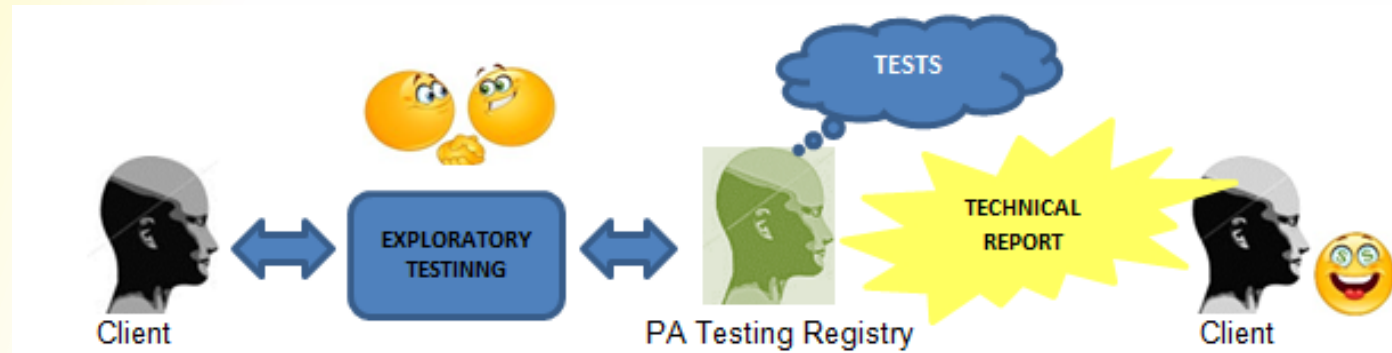 TESTS
EXPLORATORY
TESTINNG
TECHNICAL
REPORT
Client
PA Testing Registry
Client